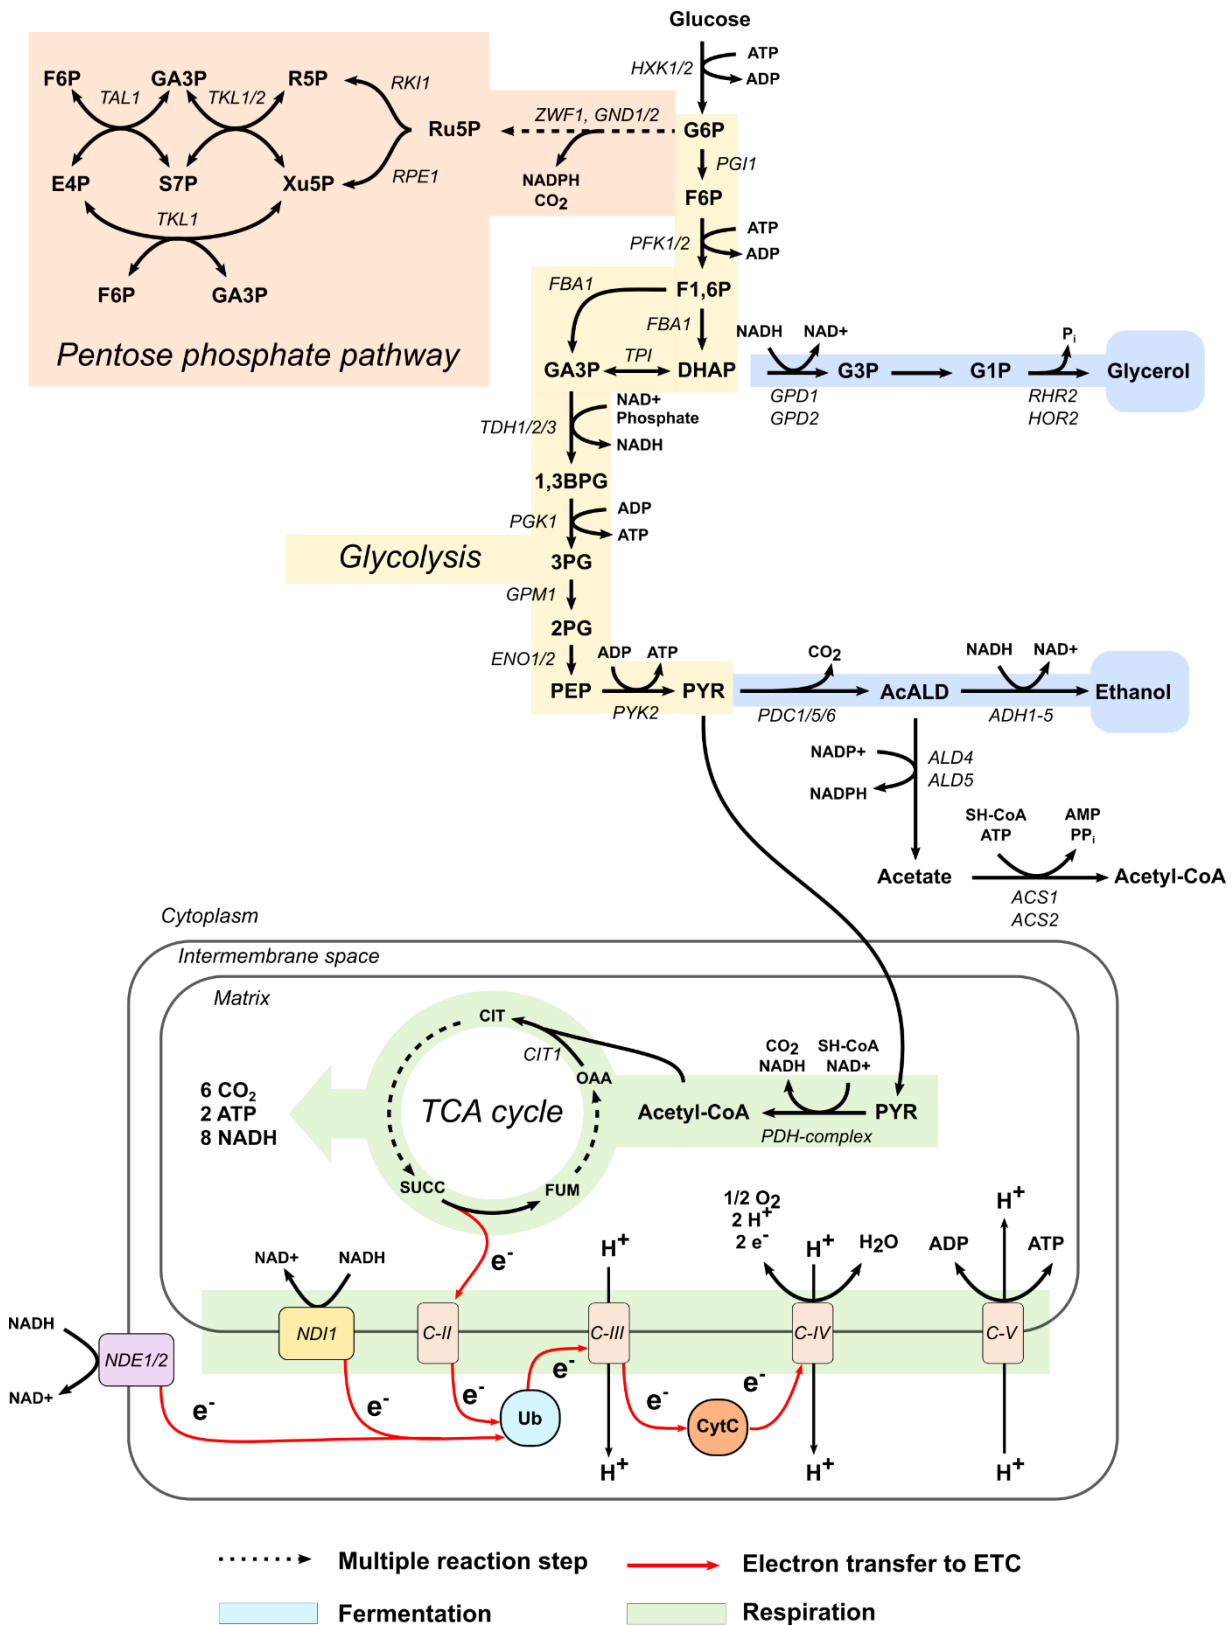 Glucose
HXK1/2
ATP
ADP
F6P
GA3P
R5P
RKI1
TAL1
TKL1/2
Ru5P
ZWF1, GND1/2
G6P
PGI1
E4P
S7P
Xu5P
RPE1
NADPH
CO2
F6P
TKL1
PFK1/2
ATP
ADP
F6P
GA3P
FBA1
F1,6P
FBA1
Pentose phosphate pathway
GA3P
TPI
DHAP
NADH
NAD+
GPD1
GPD2
G3P
G1P
Pi
RHR2
HOR2
Glycerol
TDH1/2/3
NAD+
Phosphate
NADH
1,3BPG
PGK1
ADP
ATP
Glycolysis
3PG
GPM1
2PG
ENO1/2
PEP
ADP
ATP
PYK2
PYR
CO2
PDC1/5/6
AcALD
NADH
NAD+
ADH1-5
Ethanol
NADP+
NADPH
ALD4
ALD5
Acetate
SH-CoA
ATP
AMP
PPi
ACS1
ACS2
Acetyl-CoA
Cytoplasm
Intermembrane space
Matrix
CIT
CIT1
OAA
TCA cycle
SUCC
FUM
6 CO2
2 ATP
8 NADH
Acetyl-CoA
CO2
NADH
SH-CoA
NAD+
PYR
PDH-complex
NAD+
NADH
e-
H+
1/2 O2
2 H+
2 e-
H+
H2O
ADP
H+
ATP
NADH
NAD+
NDE1/2
NDI1
C-II
C-III
C-IV
C-V
e-
e-
e-
e-
e-
e-
Ub
CytC
H+
H+
H+
Multiple reaction step
Electron transfer to ETC
Fermentation
Respiration